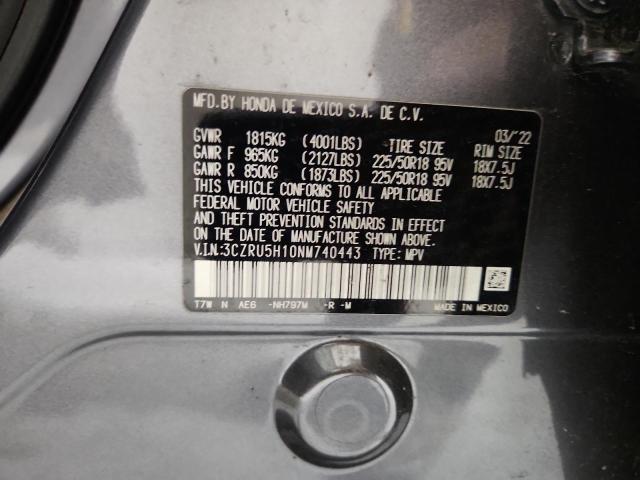 MFD. BY HONDA DE MEXICO S.A. DE C.V.
03/'22
GVWR 1815KG (4001LBS) TIRE SIZE RIM SIZE
GAWR F 965KG (2127LBS) 225/50R18 95V 18X7.5J
GAWR R 850KG (1873LBS) 225/50R18 95V 18X7.5J
THIS VEHICLE CONFORMS TO ALL APPLICABLE
FEDERAL MOTOR VEHICLE SAFETY
AND THEFT PREVENTION STANDARDS IN EFFECT
ON THE DATE OF MANUFACTURE SHOWN ABOVE.
V.I.N.:3CZRU5H10NM740443 TYPE: MPV
T7W N AE6 -NH797M -R -M MADE IN MEXICO